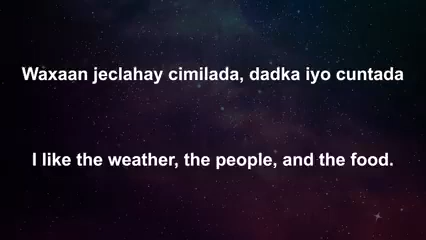 Waxaan jeclahay cimilada, dadka iyo cuntada
I like the weather, the people, and the food.